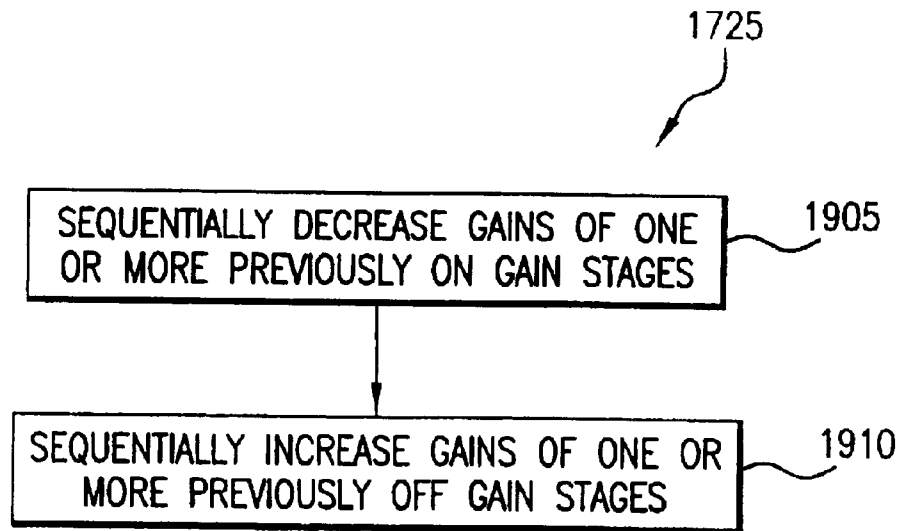 1725
SEQUENTIALLY DECREASE GAINS OF ONE
OR MORE PREVIOUSLY ON GAIN STAGES
1905
SEQUENTIALLY INCREASE GAINS OF ONE OR
MORE PREVIOUSLY OFF GAIN STAGES
1910